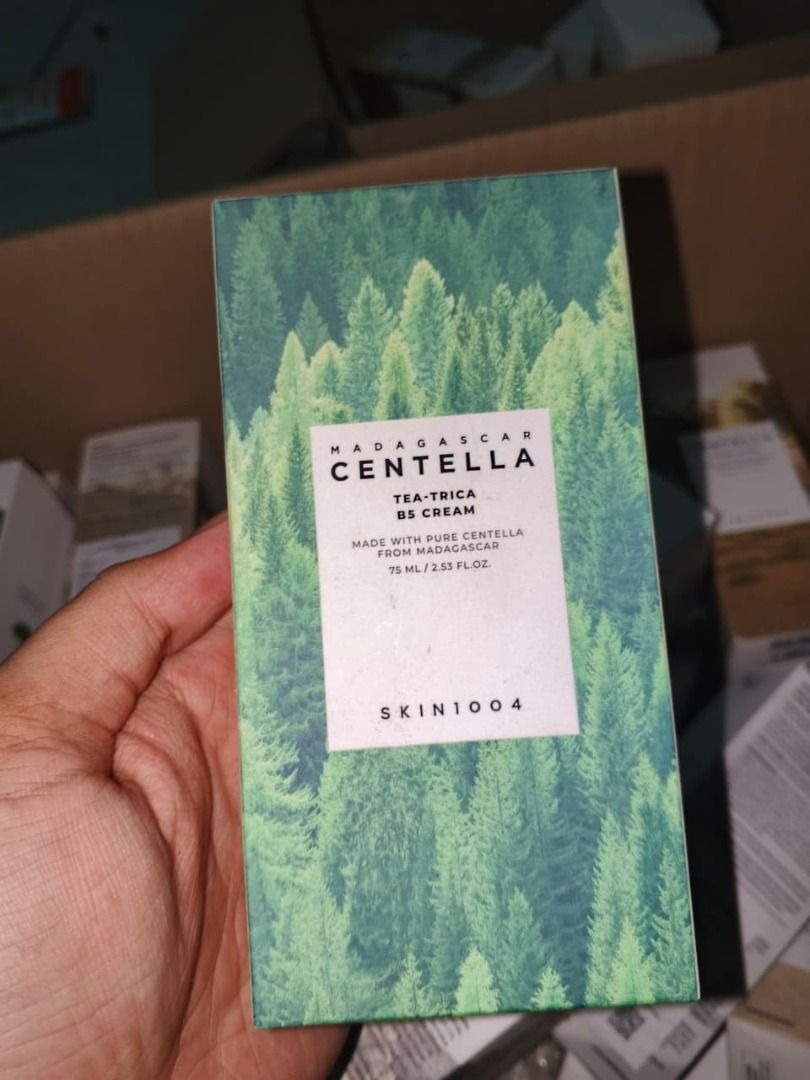 MADAGASCAR
CENTELLA
TEA-TRICA
B5 CREAM
MADE WITH PURE CENTELLA
FROM MADAGASCAR
75 ML / 2.53 FL.OZ.
SKIN1004